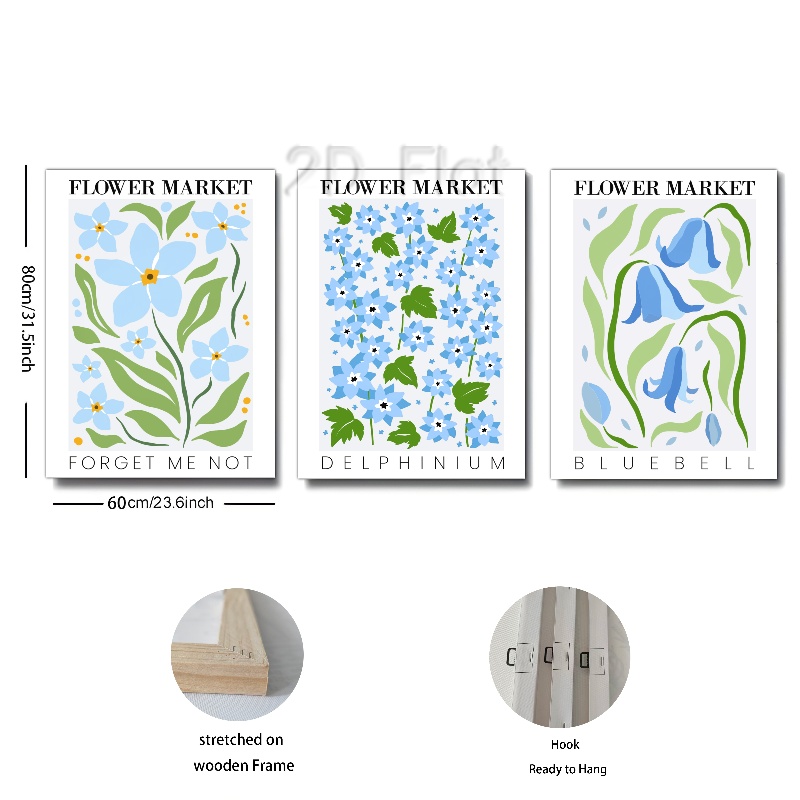 2D Flat
FLOWER MARKET
FLOWER MARKET
FLOWER MARKET
80cm/31.5inch
FORGET ME NOT
DELPHINIUM
BLUEBELL
60cm/23.6inch
stretched on
wooden Frame
Hook
Ready to Hang